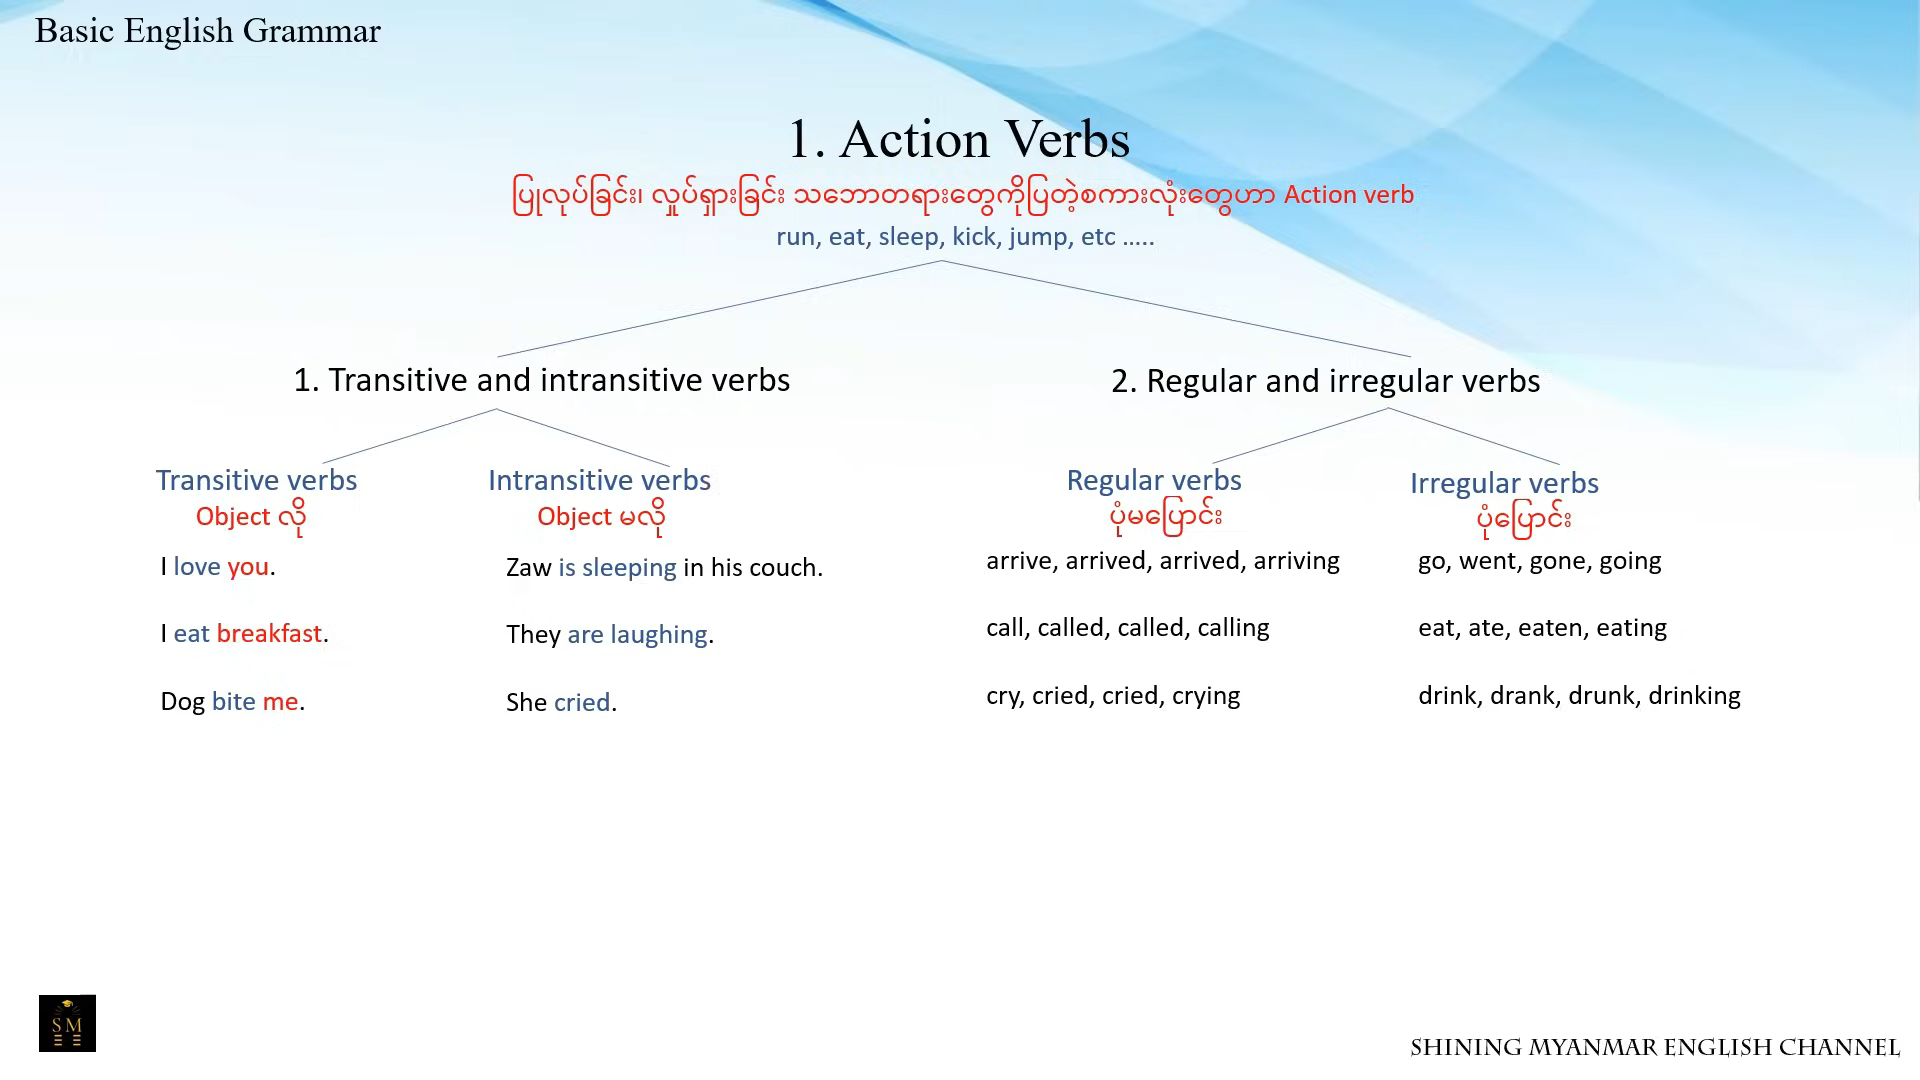 Basic English Grammar
1. Action Verbs
ပြုလုပ်ခြင်း၊ လှုပ်ရှားခြင်း သဘောတရားတွေကိုပြတဲ့စကားလုံးတွေဟာ Action verb
run, eat, sleep, kick, jump, etc …..
1. Transitive and intransitive verbs
2. Regular and irregular verbs
Transitive verbs
Object လို
I love you.
I eat breakfast.
Dog bite me.
Intransitive verbs
Object မလို
Zaw is sleeping in his couch.
They are laughing.
She cried.
Regular verbs
ပုံမပြောင်း
arrive, arrived, arrived, arriving
call, called, called, calling
cry, cried, cried, crying
Irregular verbs
ပုံပြောင်း
go, went, gone, going
eat, ate, eaten, eating
drink, drank, drunk, drinking
SM
SHINING MYANMAR ENGLISH CHANNEL